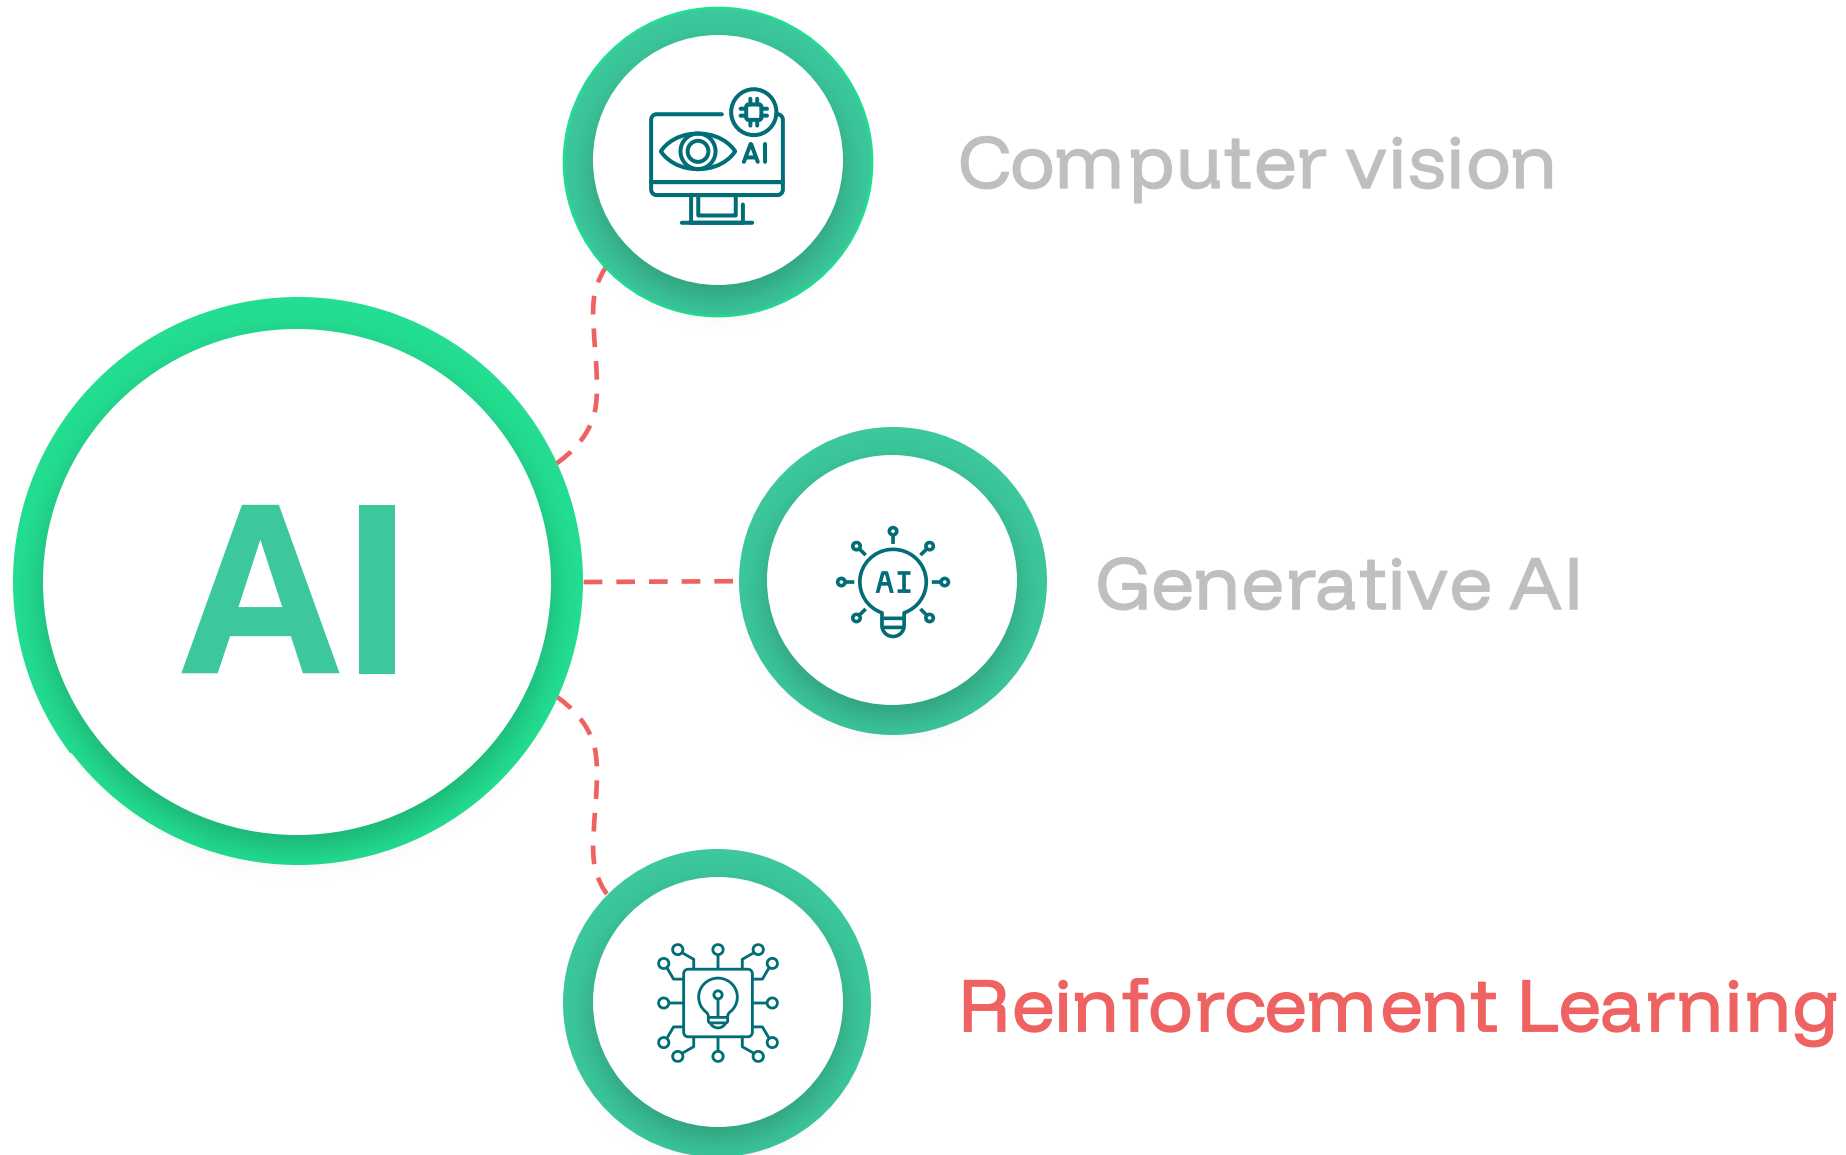 Computer vision
AI
AI
AI
Generative AI
Reinforcement Learning